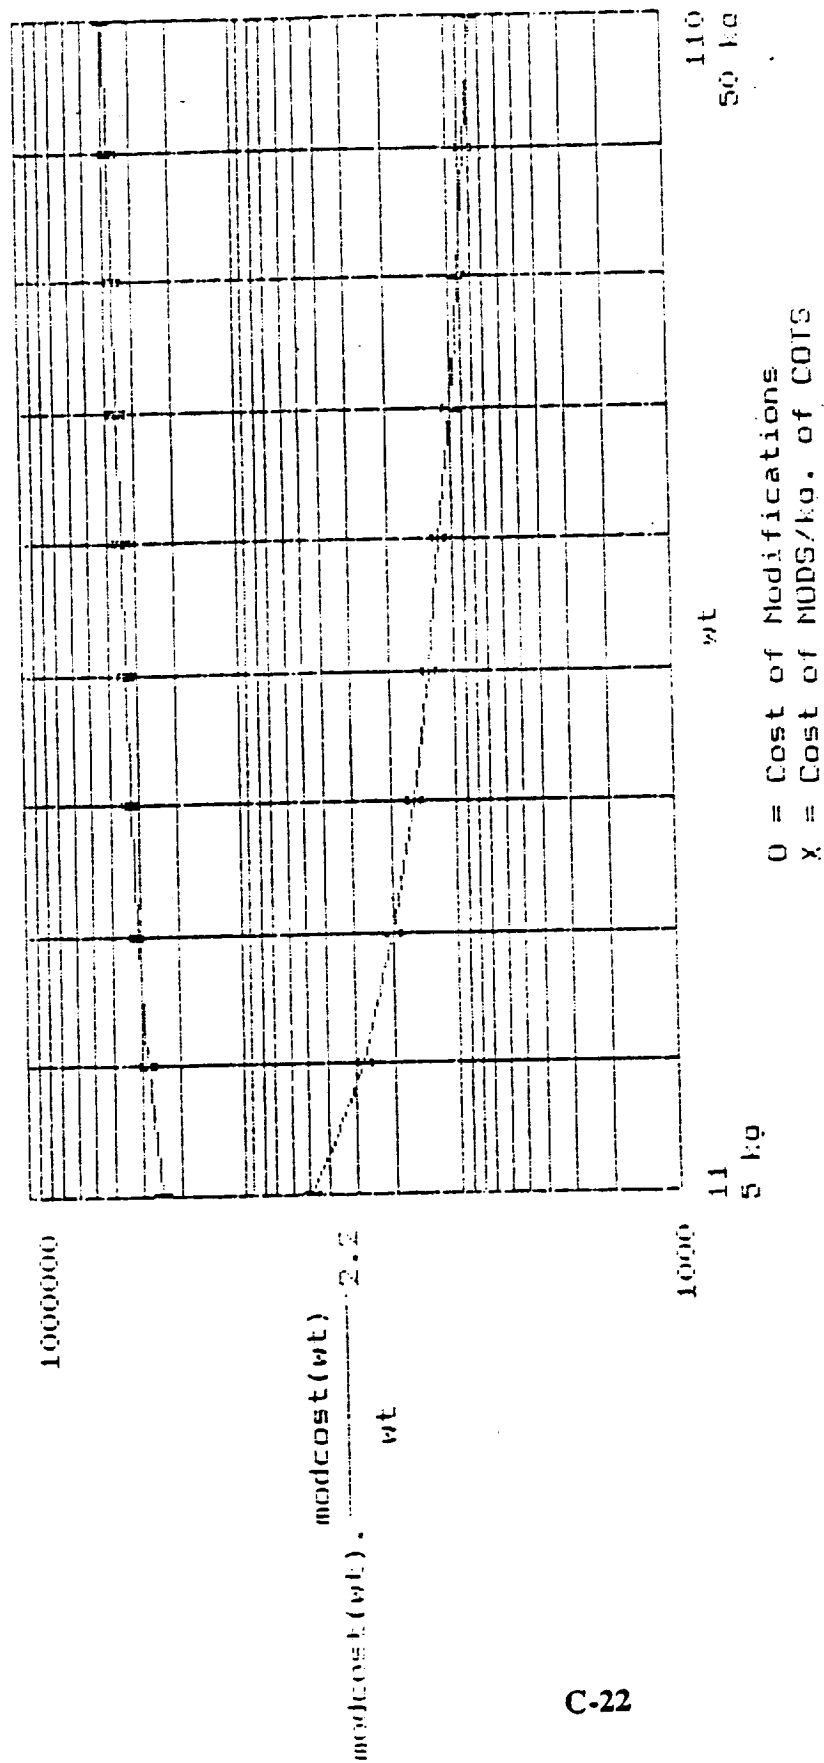 1000000
modcost(wt)
modcost(wt), 2.2
wt
1000
11
5 kg
wt
110
50 kg
O = Cost of Modifications
X = Cost of MODS/kg. of COTS
C-22